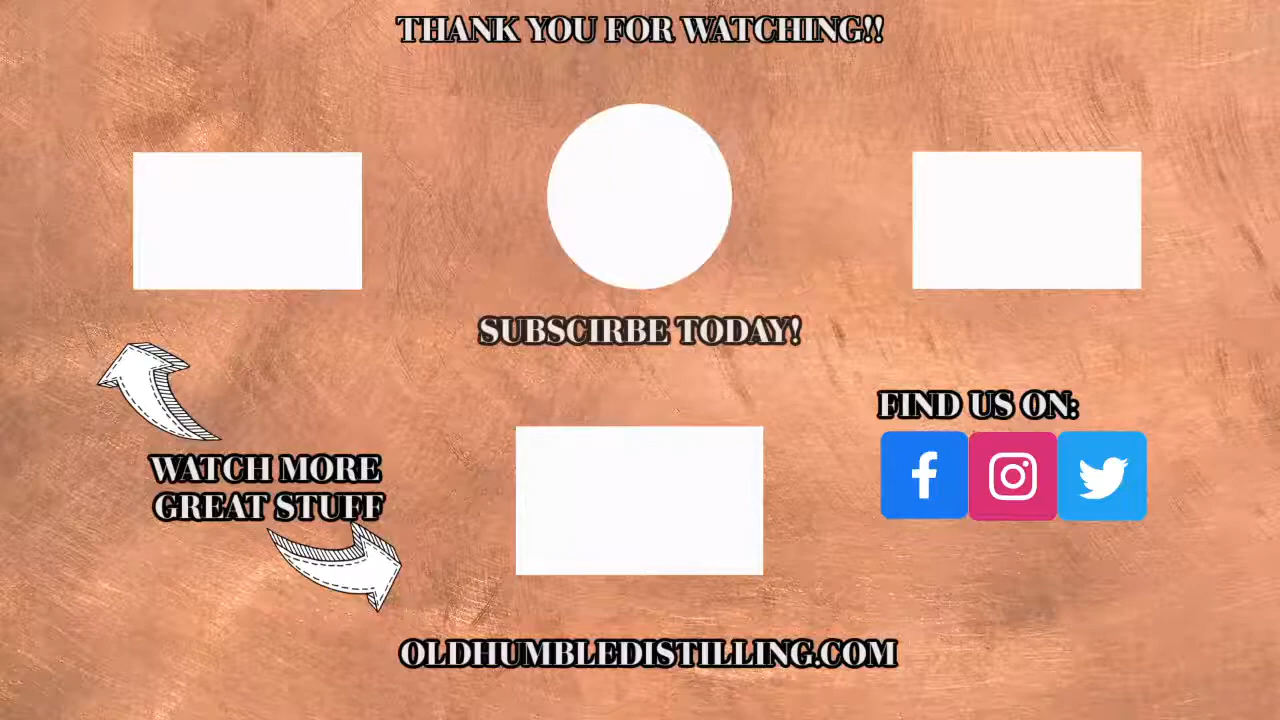 THANK YOU FOR WATCHING!!
SUBSCIRBE TODAY!
FIND US ON:
WATCH MORE
GREAT STUFF
OLDHUMBLEDISTILLING.COM